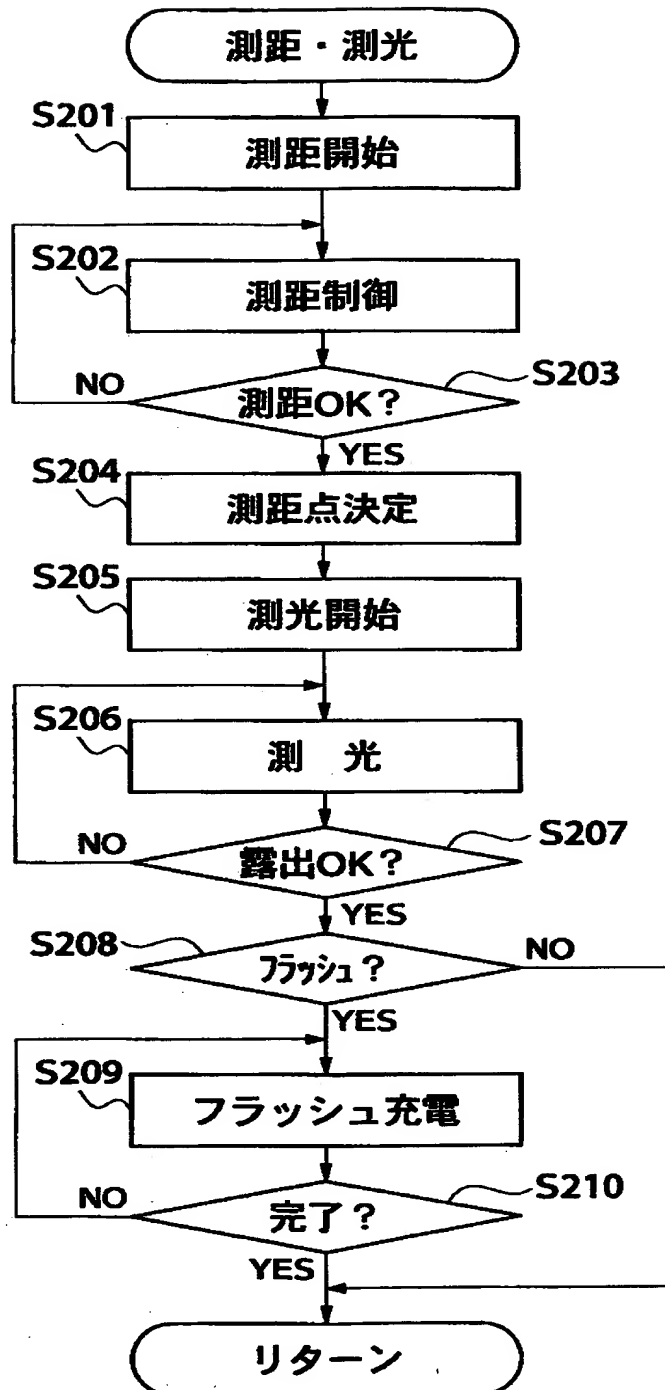 測距・測光
S201
測距開始
S202
測距制御
NO
測距OK?
S203
YES
S204
測距点決定
S205
測光開始
S206
測 光
NO
露出OK?
S207
YES
S208
フラッシュ?
NO
YES
S209
フラッシュ充電
NO
完了?
S210
YES
リターン